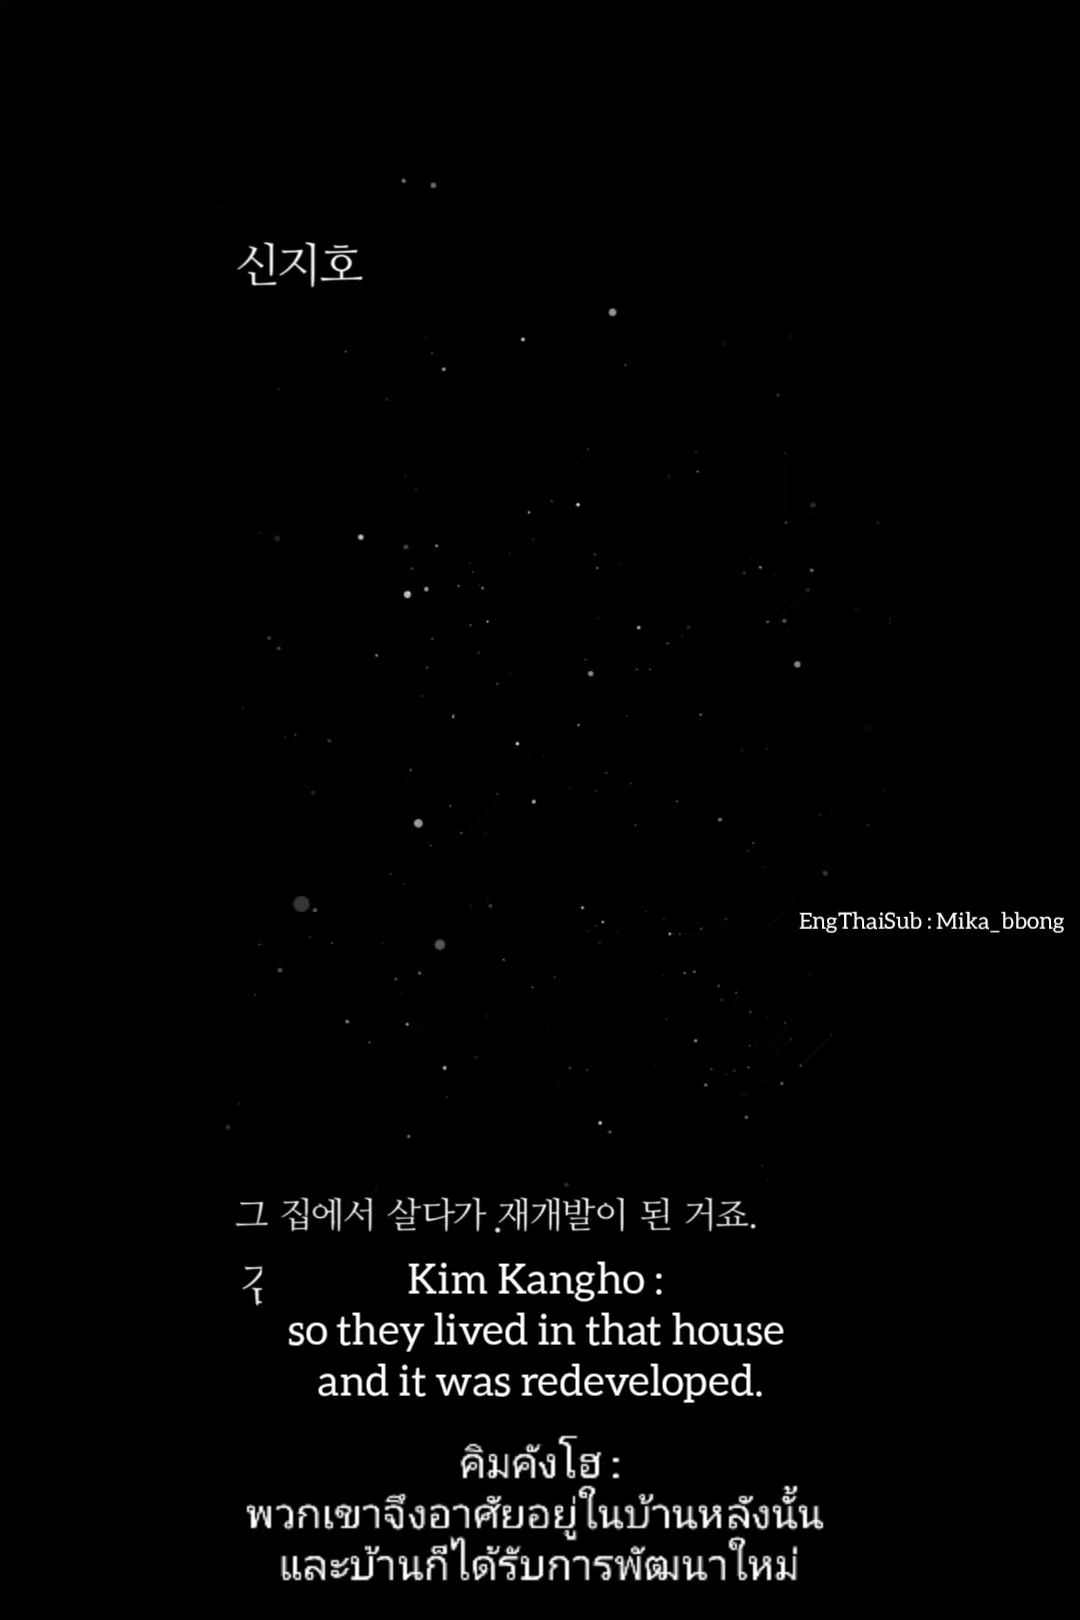 신지호
EngThaiSub : Mika_bbong
그 집에서 살다가 재개발이 된 거죠.
Kim Kangho :
so they lived in that house
and it was redeveloped.
คิมคังโฮ :
พวกเขาจึงอาศัยอยู่ในบ้านหลังนั้น
และบ้านก็ได้รับการพัฒนาใหม่